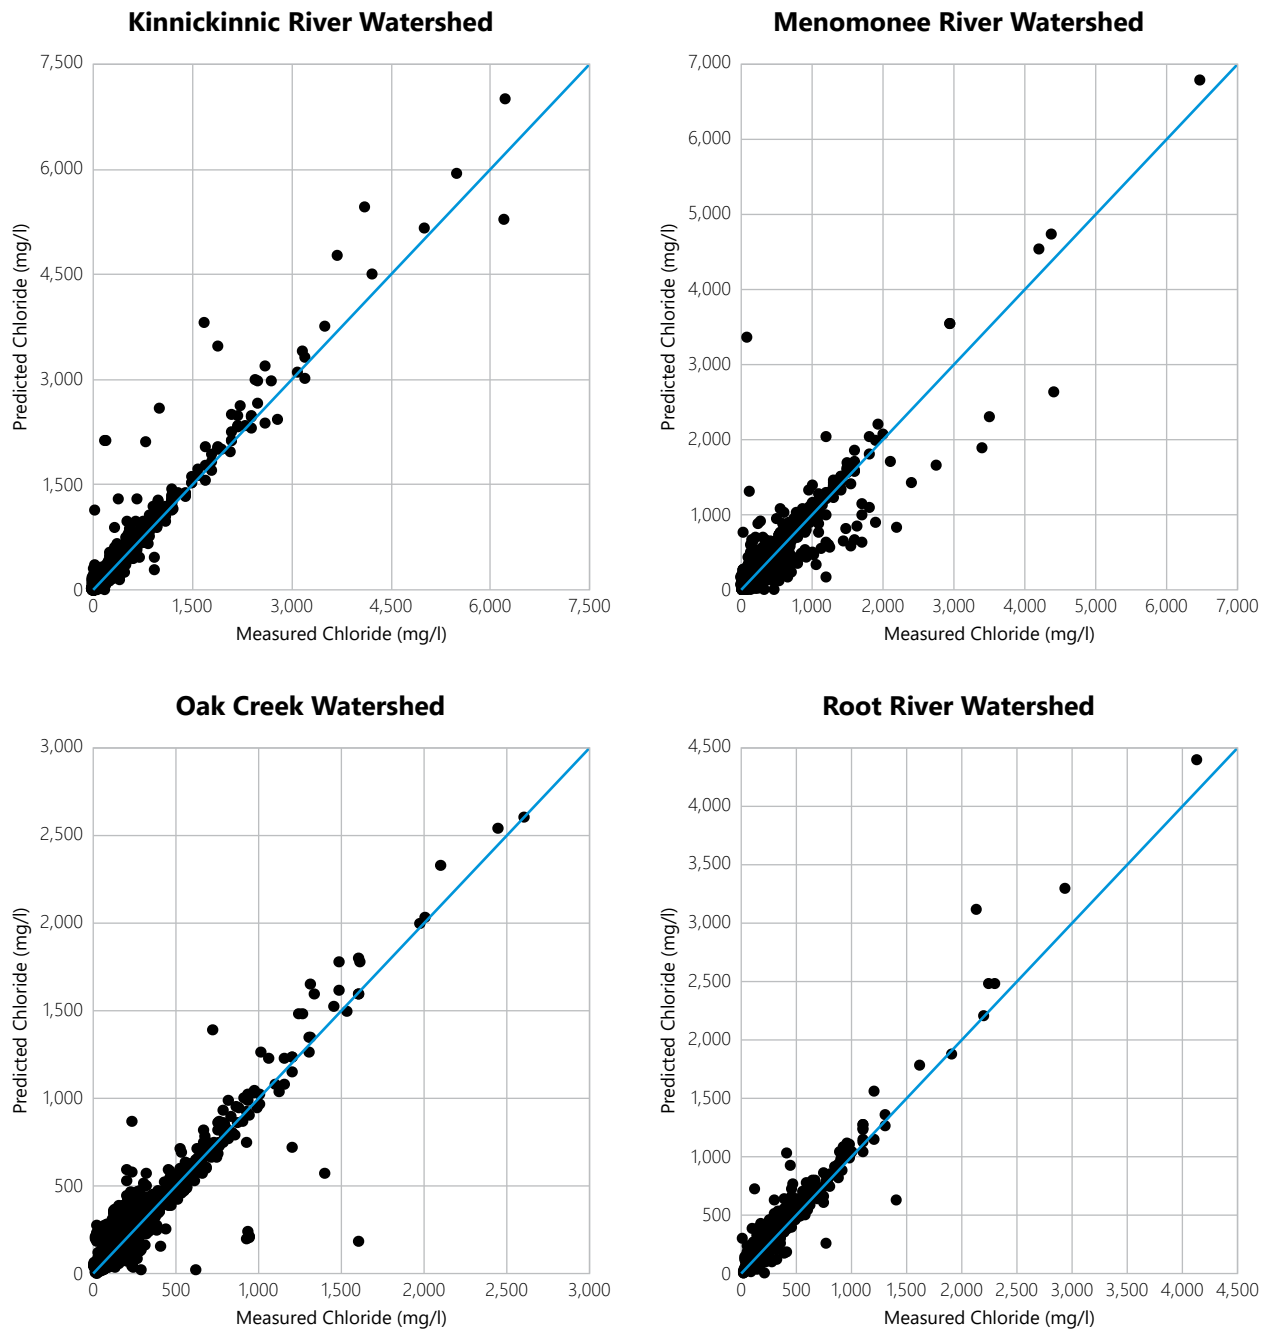 Kinnickinnic River Watershed
7,500
6,000
4,500
3,000
1,500
0
0 1,500 3,000 4,500 6,000 7,500
Predicted Chloride (mg/l)
Measured Chloride (mg/l)
Menomonee River Watershed
7,000
6,000
5,000
4,000
3,000
2,000
1,000
0
0 1,000 2,000 3,000 4,000 5,000 6,000 7,000
Predicted Chloride (mg/l)
Measured Chloride (mg/l)
Oak Creek Watershed
3,000
2,500
2,000
1,500
1,000
500
0
0 500 1,000 1,500 2,000 2,500 3,000
Predicted Chloride (mg/l)
Measured Chloride (mg/l)
Root River Watershed
4,500
4,000
3,500
3,000
2,500
2,000
1,500
1,000
500
0
0 500 1,000 1,500 2,000 2,500 3,000 3,500 4,000 4,500
Predicted Chloride (mg/l)
Measured Chloride (mg/l)